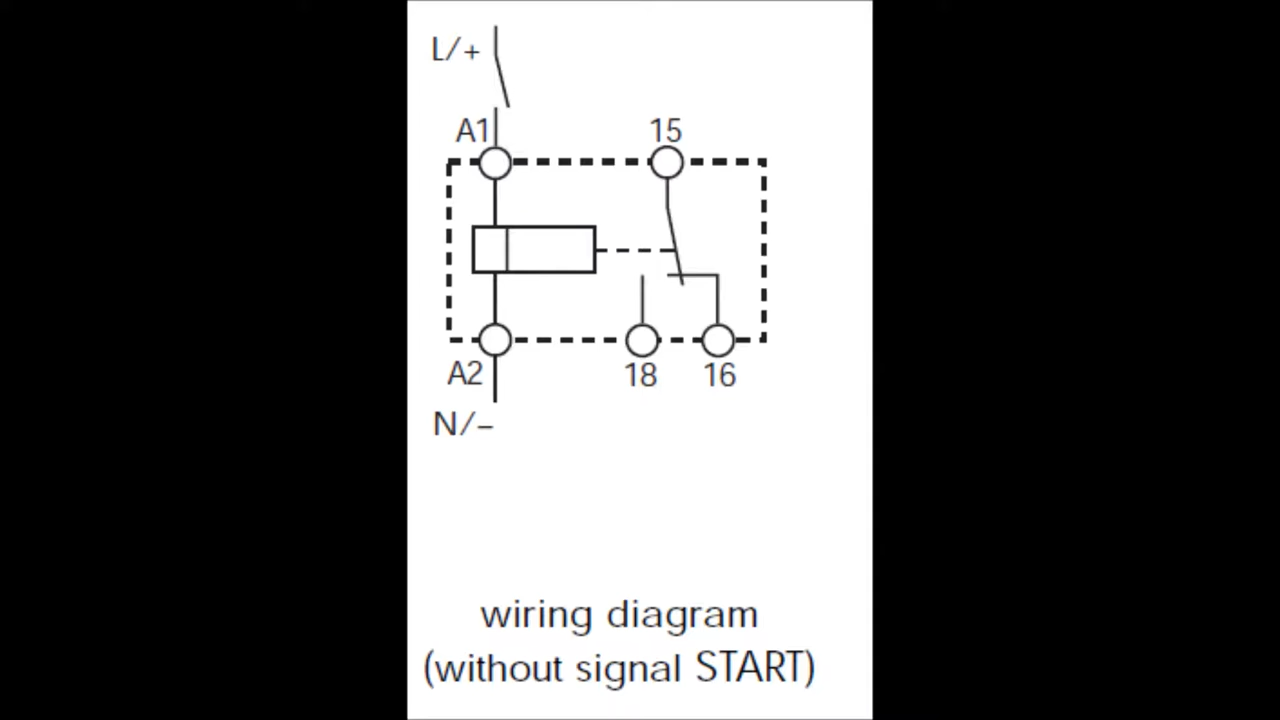 L/+
A1
15
A2
18
16
N/–
wiring diagram
(without signal START)